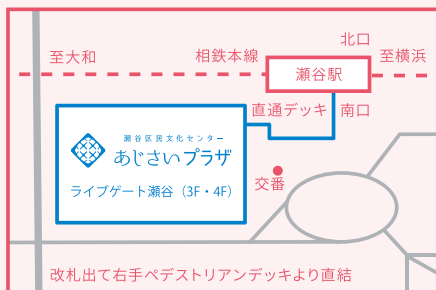 北口
至大和
相鉄本線
至横浜
瀬谷駅
直通デッキ
南口
瀬谷区民文化センター
あじさいプラザ
ライブゲート瀬谷（3F・4F）
交番
改札出て右手ペデストリアンデッキより直結